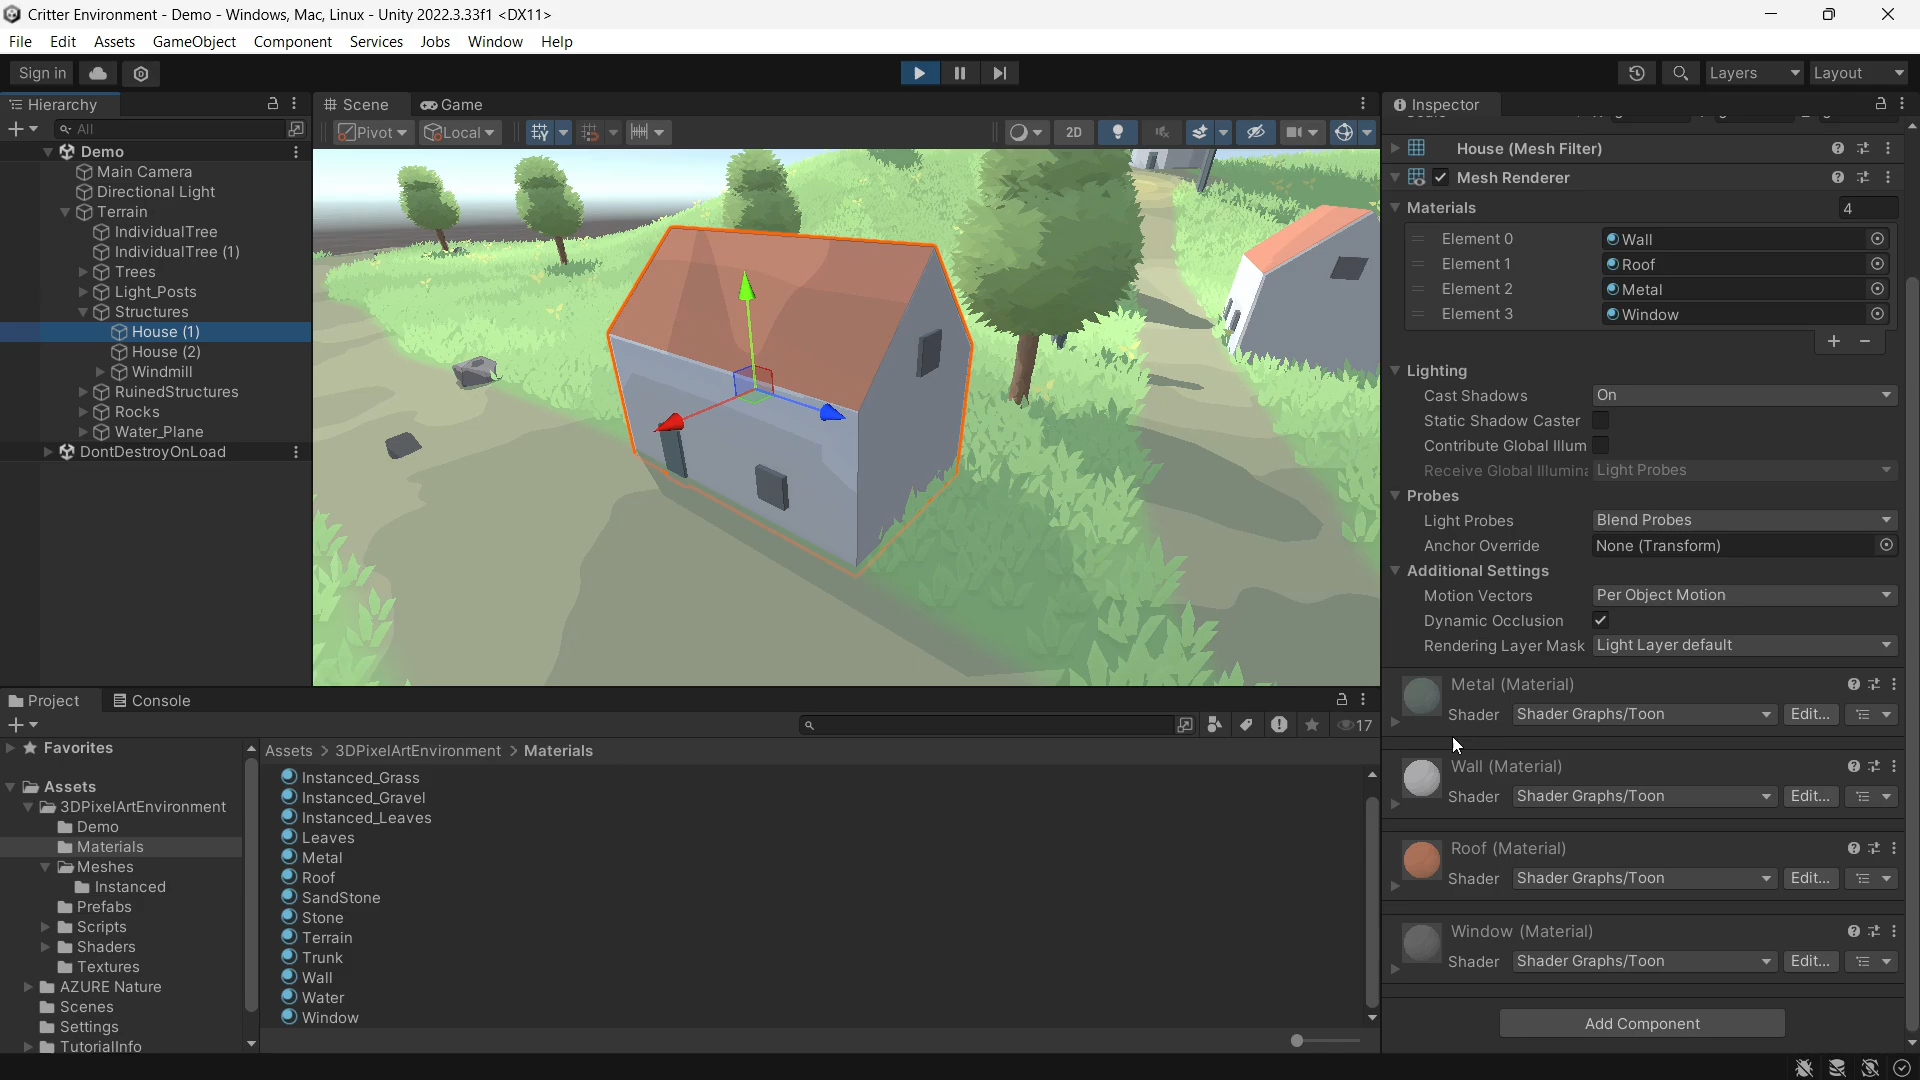 Critter Environment - Demo - Windows, Mac, Linux - Unity 2022.3.33f1 <DX11>
File Edit Assets GameObject Component Services Jobs Window Help
Sign in Layers Layout
Hierarchy
All
Demo
Main Camera
Directional Light
Terrain
IndividualTree
IndividualTree (1)
Trees
Light_Posts
Structures
House (1)
House (2)
Windmill
RuinedStructures
Rocks
Water_Plane
DontDestroyOnLoad
Scene Game
Pivot Local 2D
Inspector
House (Mesh Filter)
Mesh Renderer
Materials 4
Element 0 Wall
Element 1 Roof
Element 2 Metal
Element 3 Window
Lighting
Cast Shadows On
Static Shadow Caster
Contribute Global Illum
Receive Global Illumina Light Probes
Probes
Light Probes Blend Probes
Anchor Override None (Transform)
Additional Settings
Motion Vectors Per Object Motion
Dynamic Occlusion
Rendering Layer Mask Light Layer default
Metal (Material)
Shader Shader Graphs/Toon Edit...
Wall (Material)
Shader Shader Graphs/Toon Edit...
Roof (Material)
Shader Shader Graphs/Toon Edit...
Window (Material)
Shader Shader Graphs/Toon Edit...
Add Component
Project Console
17
Favorites
Assets
3DPixelArtEnvironment
Demo
Materials
Meshes
Instanced
Prefabs
Scripts
Shaders
Textures
AZURE Nature
Scenes
Settings
TutorialInfo
Assets > 3DPixelArtEnvironment > Materials
Instanced_Grass
Instanced_Gravel
Instanced_Leaves
Leaves
Metal
Roof
SandStone
Stone
Terrain
Trunk
Wall
Water
Window